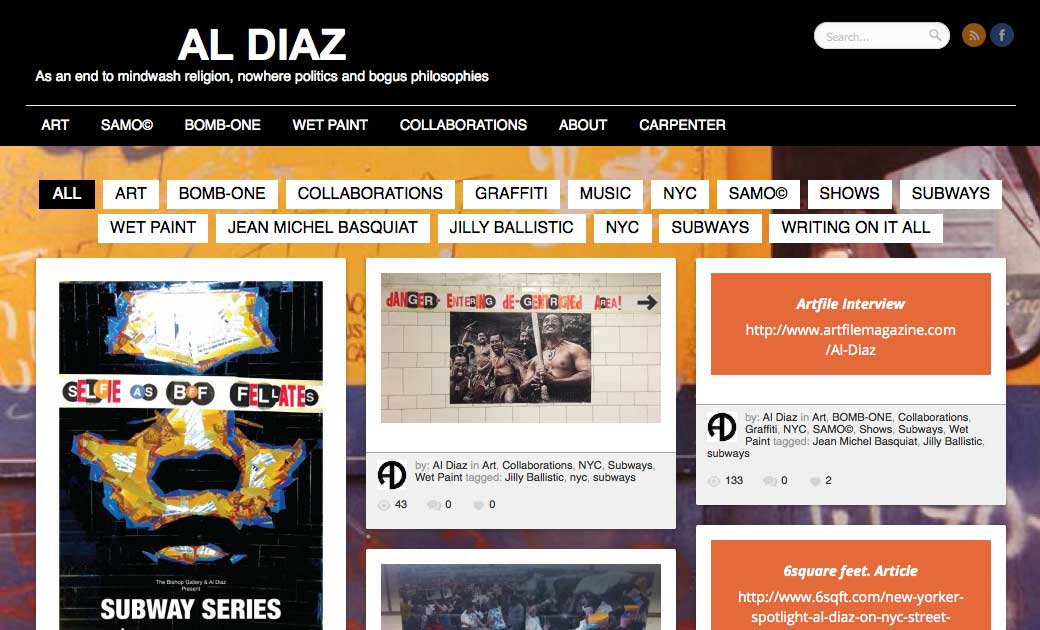 AL DIAZ
As an end to mindwash religion, nowhere politics and bogus philosophies
Search...
ART SAMO© BOMB-ONE WET PAINT COLLABORATIONS ABOUT CARPENTER
ALL ART BOMB-ONE COLLABORATIONS GRAFFITI MUSIC NYC SAMO© SHOWS SUBWAYS
WET PAINT JEAN MICHEL BASQUIAT JILLY BALLISTIC NYC SUBWAYS WRITING ON IT ALL
SELFIE AS BFF FELLATES
The Bishop Gallery & Al Diaz
Present
SUBWAY SERIES
dANGER- ENTERING dE-GENTRIFIED AREA!
AD
by: Al Diaz in Art, Collaborations, NYC, Subways,
Wet Paint tagged: Jilly Ballistic, nyc, subways
43 0 0
Artfile Interview
http://www.artfilemagazine.com
/Al-Diaz
AD
by: Al Diaz in Art, BOMB-ONE, Collaborations,
Graffiti, NYC, SAMO©, Shows, Subways, Wet
Paint tagged: Jean Michel Basquiat, Jilly Ballistic,
subways
133 0 2
6square feet. Article
http://www.6sqft.com/new-yorker-
spotlight-al-diaz-on-nyc-street-